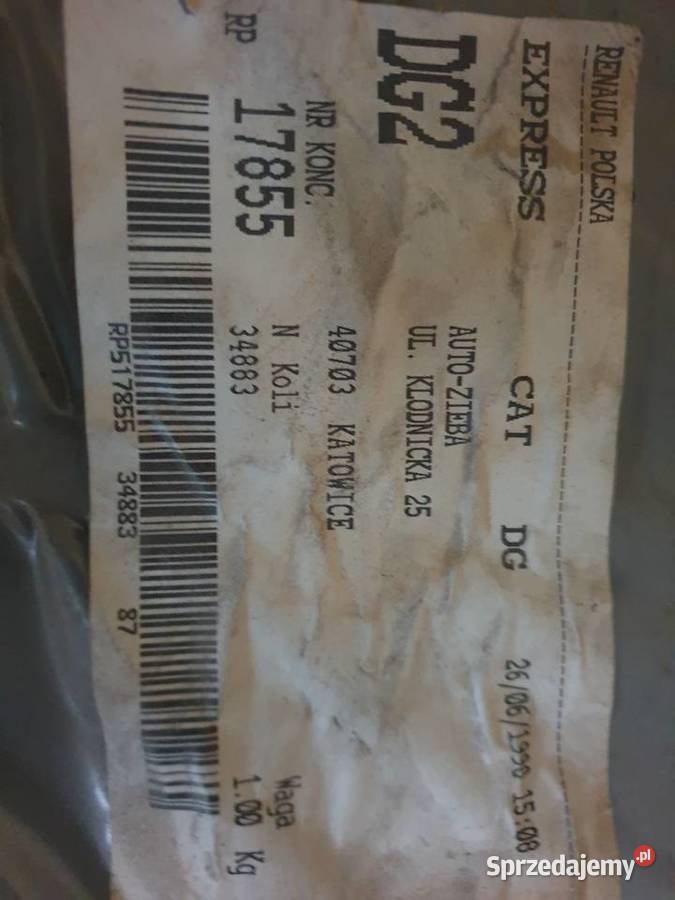 RENAULT POLSKA
EXPRESS CAT DG 26/06/1990 15:08
DG2
AUTO-ZIEBA
UL. KLODNICKA 25
40703 KATOWICE
NR KONC.
N Koli
Waga
RP 17855
34883
1.00 Kg
RP517855 34883 87
Sprzedajemy.pl